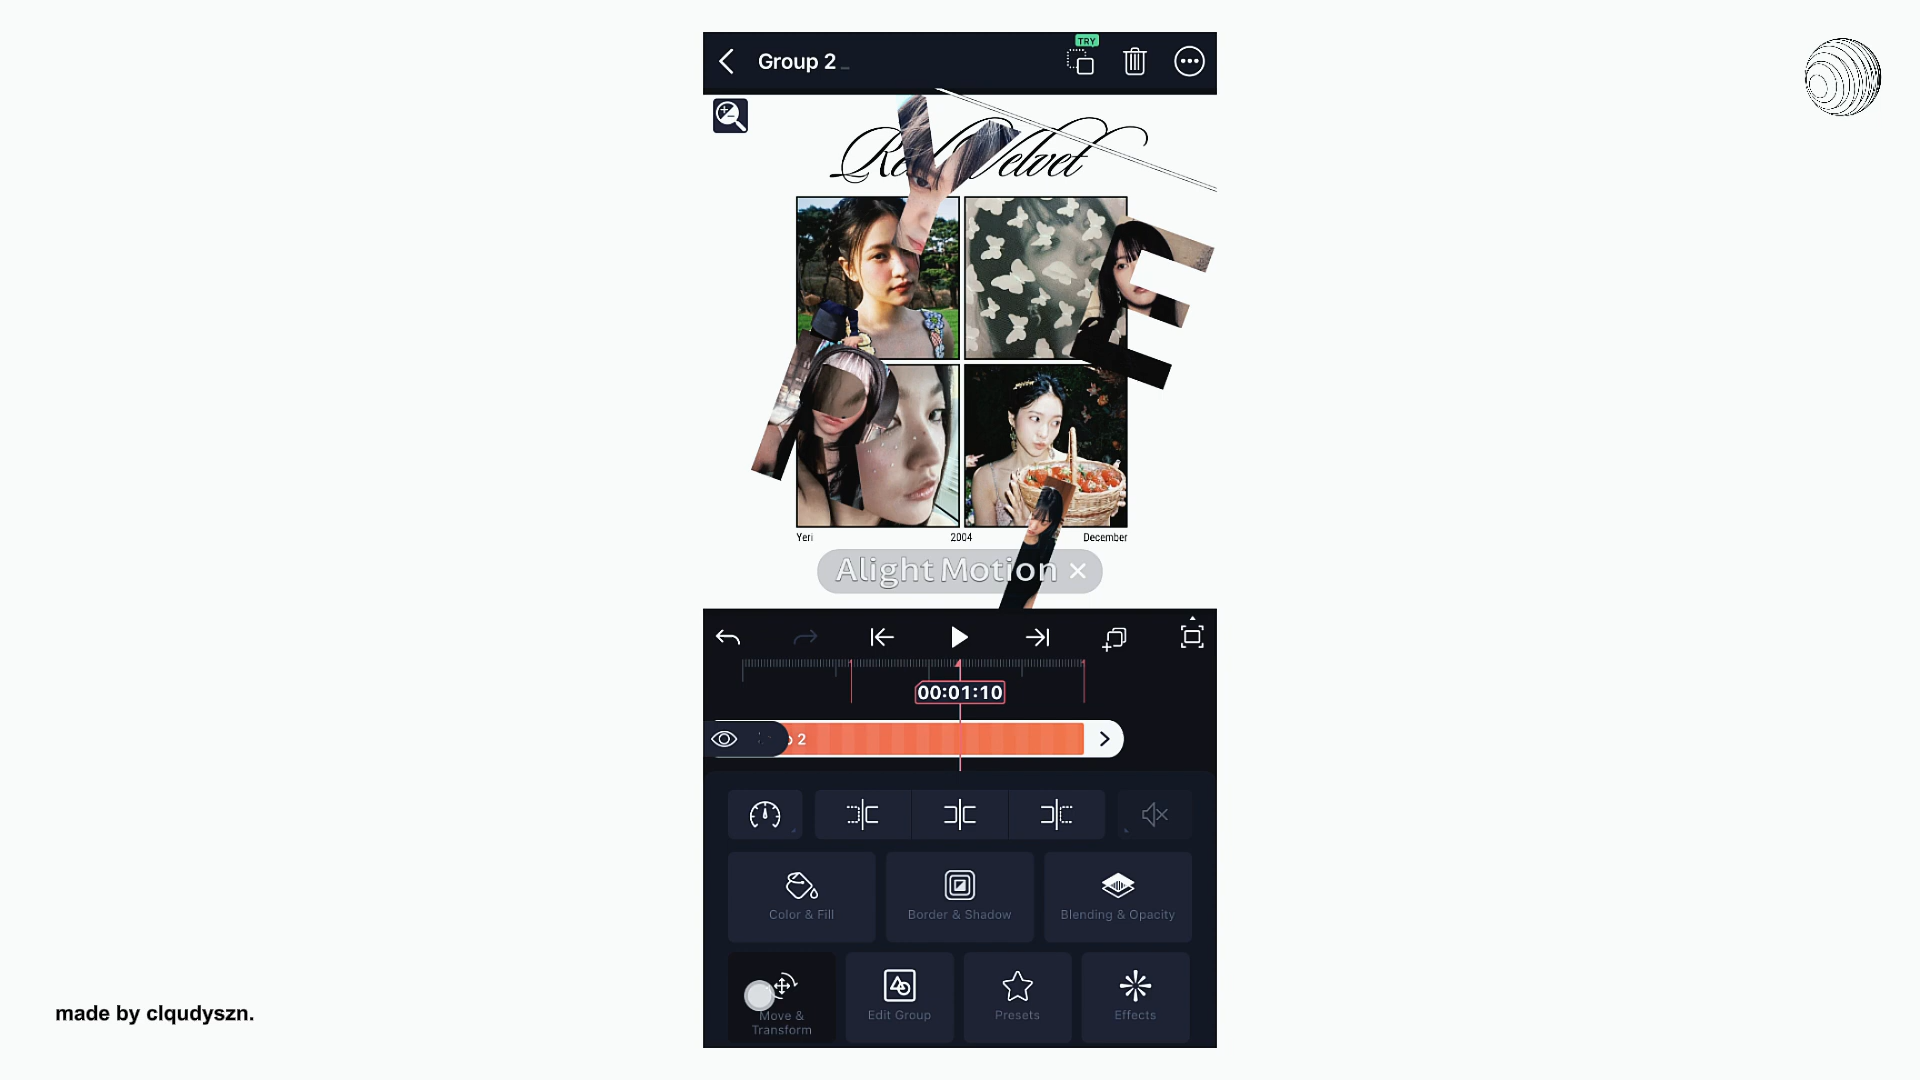 TRY
Group 2
Red Velvet
Yeri
2004
December
Alight Motion ×
00:01:10
2
Color & Fill
Border & Shadow
Blending & Opacity
Move &
Transform
Edit Group
Presets
Effects
made by clqudyszn.